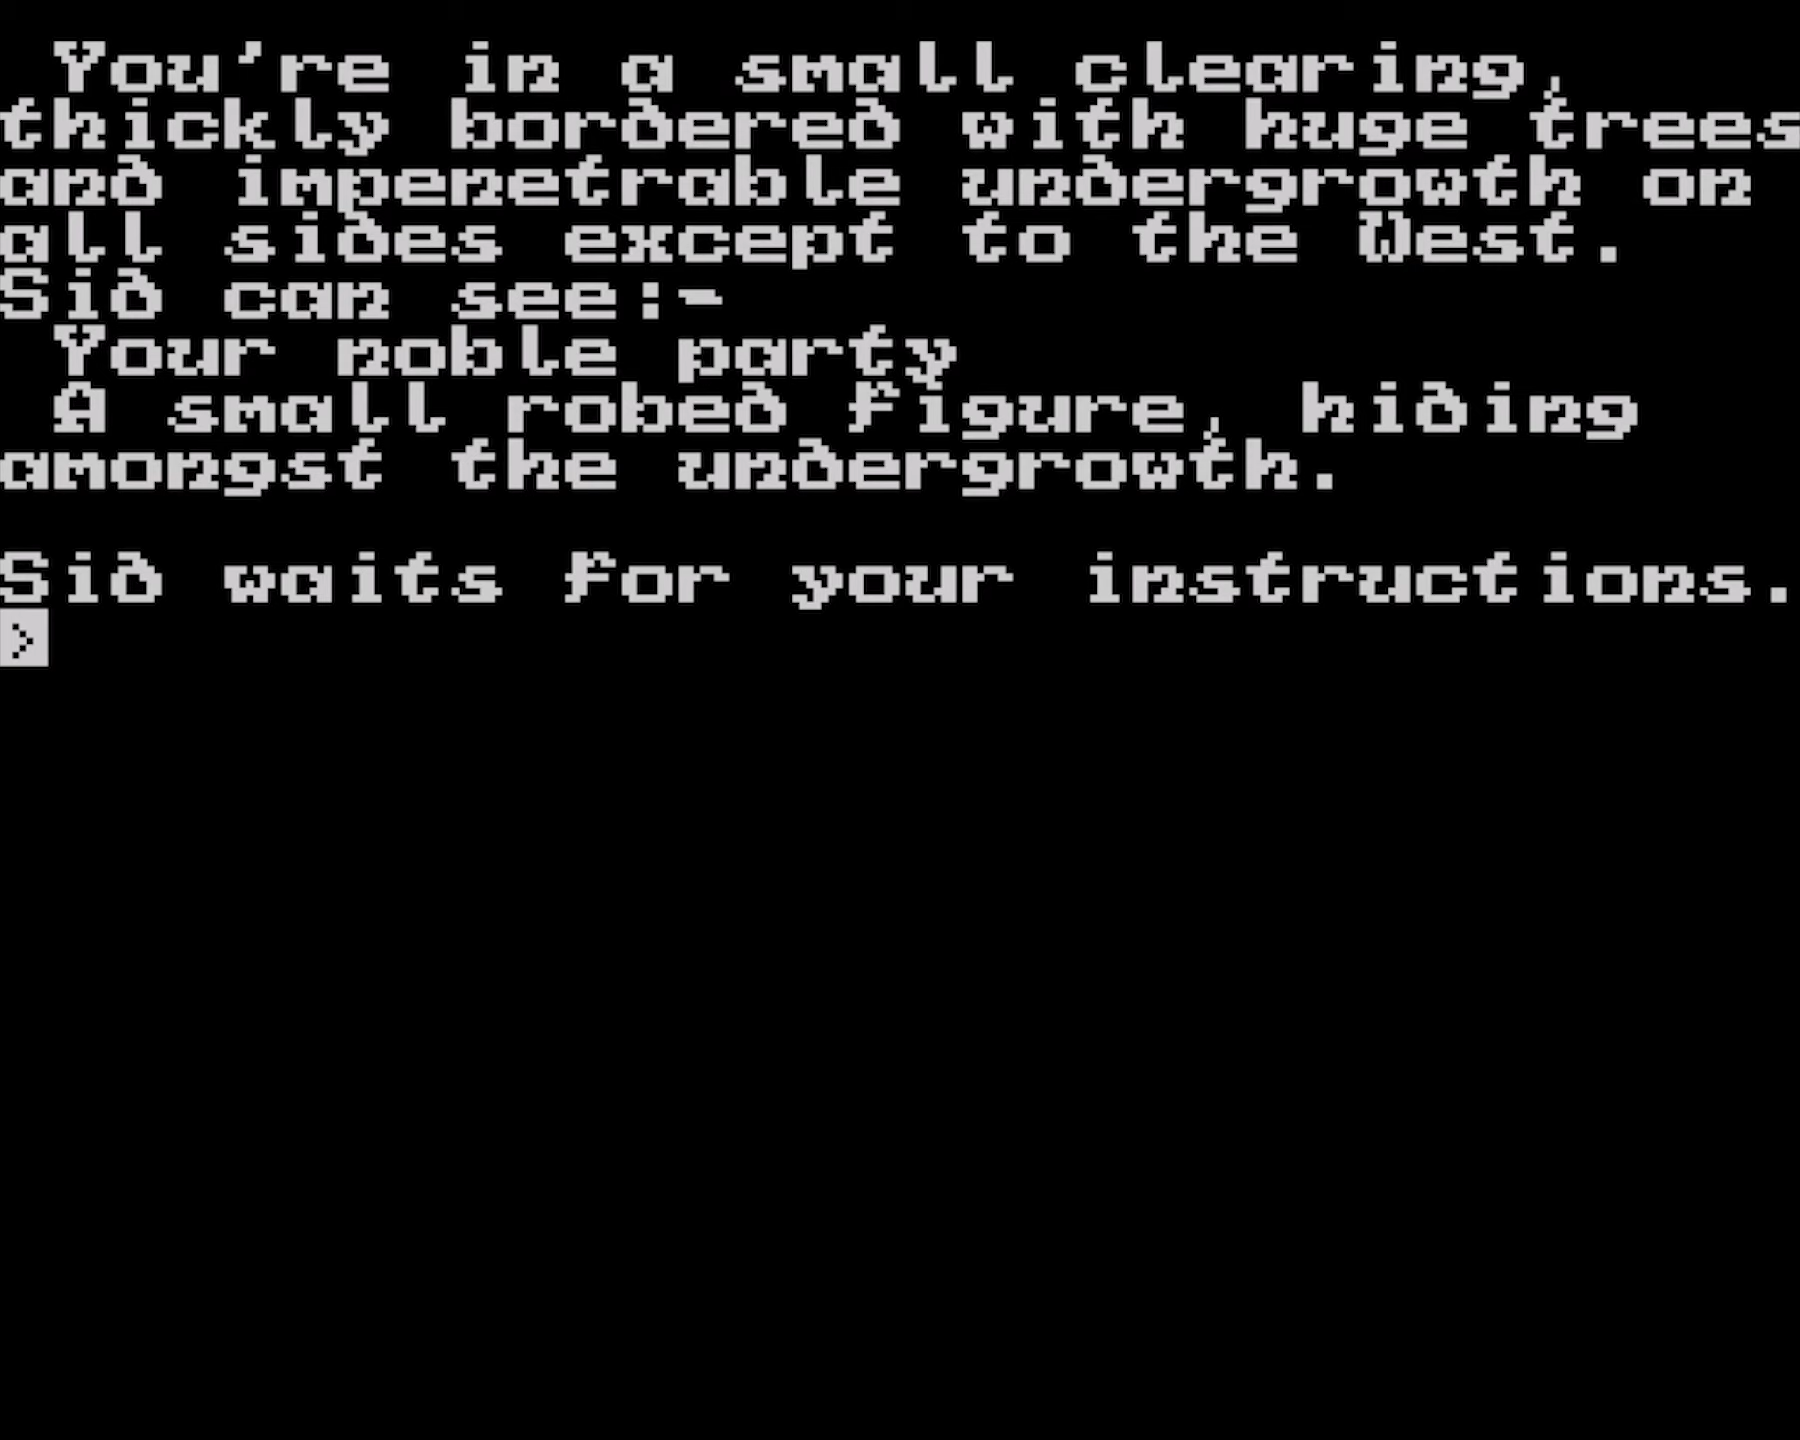 You're in a small clearing,
thickly bordered with huge trees
and impenetrable undergrowth on
all sides except to the West.
Sid can see:-
Your noble party
A small robed figure, hiding
amongst the undergrowth.
Sid waits for your instructions.
>